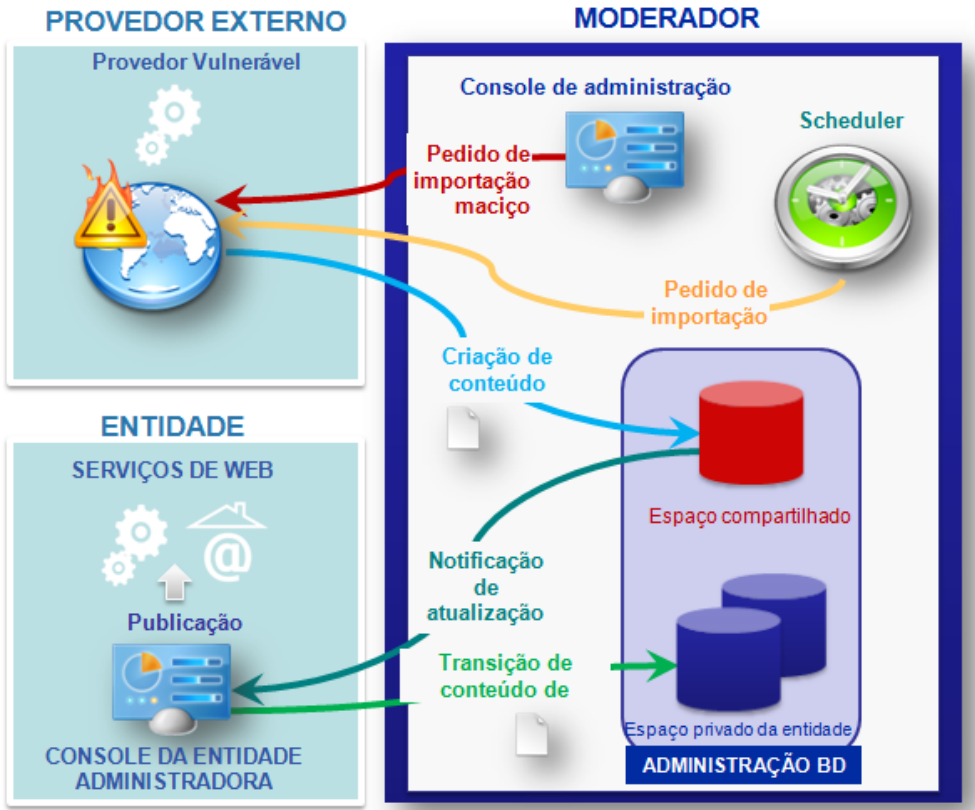 PROVEDOR EXTERNO
Provedor Vulnerável
MODERADOR
Console de administração
Scheduler
Pedido de
importação
maciço
Pedido de
importação
Criação de
conteúdo
Espaço compartilhado
ENTIDADE
SERVIÇOS DE WEB
@
Publicação
CONSOLE DA ENTIDADE
ADMINISTRADORA
Notificação
de
atualização
Transição de
conteúdo de
Espaço privado da entidade
ADMINISTRAÇÃO BD